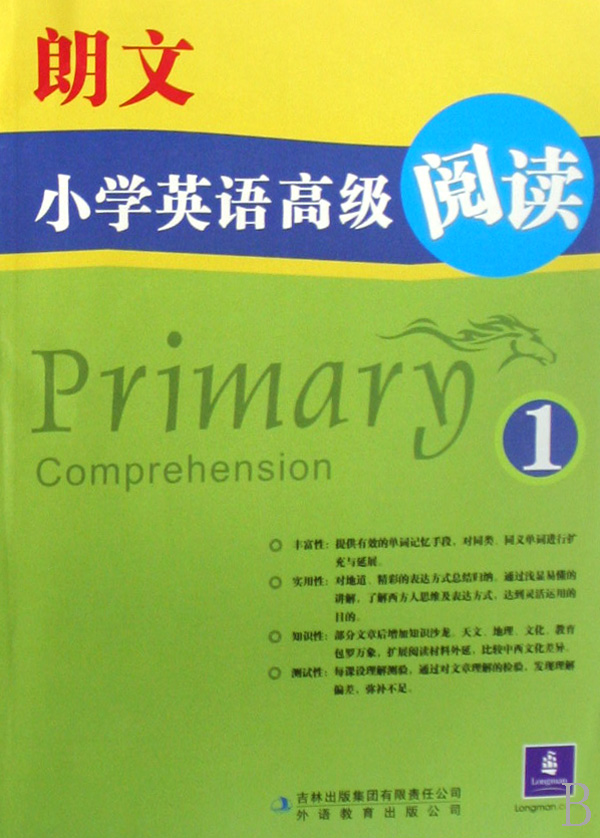 朗文
小学英语高级 阅读
Primary
1
Comprehension
丰富性：提供有效的单词记忆手段，对同类、同义单词进行扩
充与延展。
实用性：对地道、精彩的表达方式总结归纳。通过浅显易懂的
讲解，了解西方人思维及表达方式，达到灵活运用的
目的。
知识性：部分文章后增加知识沙龙。天文、地理、文化、教育
包罗万象，扩展阅读材料外延，比较中西文化差异。
测试性：每课设理解测验，通过对文章理解的检验，发现理解
偏差，弥补不足。
吉林出版集团有限责任公司
外语教育出版公司
Longman
Longman.c
B